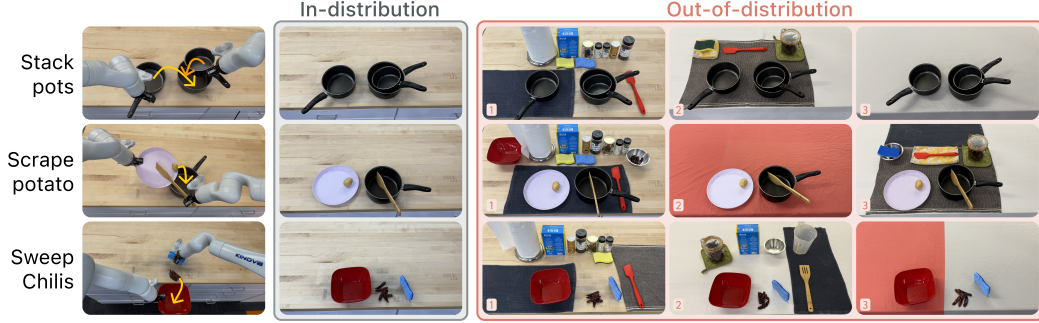 In-distribution
Out-of-distribution
Stack
pots
1
2
3
Scrape
potato
1
2
3
Sweep
Chilis
KINOVA
1
2
3